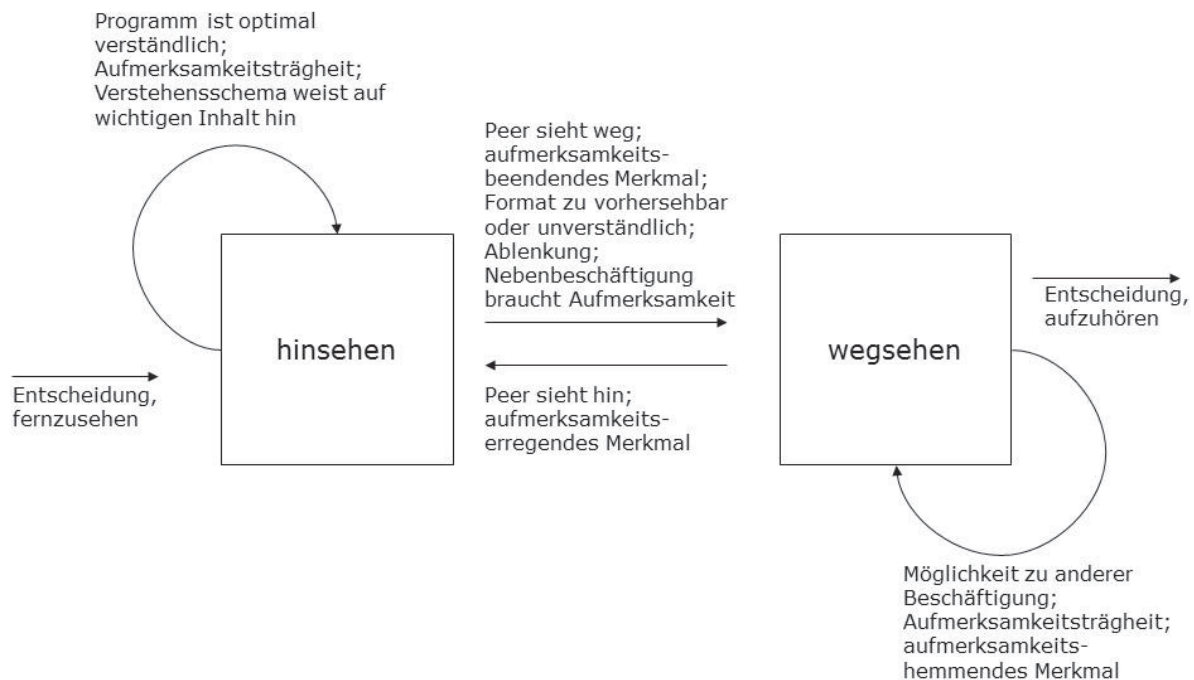 Programm ist optimal
verständlich;
Aufmerksamkeitsträgheit;
Verstehensschema weist auf
wichtigen Inhalt hin
Peer sieht weg;
aufmerksamkeits-
beendendes Merkmal;
Format zu vorhersehbar
oder unverständlich;
Ablenkung;
Nebenbeschäftigung
braucht Aufmerksamkeit
hinsehen
wegsehen
Entscheidung,
aufzuhören
Entscheidung,
fernzusehen
Peer sieht hin;
aufmerksamkeits-
erregendes Merkmal
Möglichkeit zu anderer
Beschäftigung;
Aufmerksamkeitsträgheit;
aufmerksamkeits-
hemmendes Merkmal